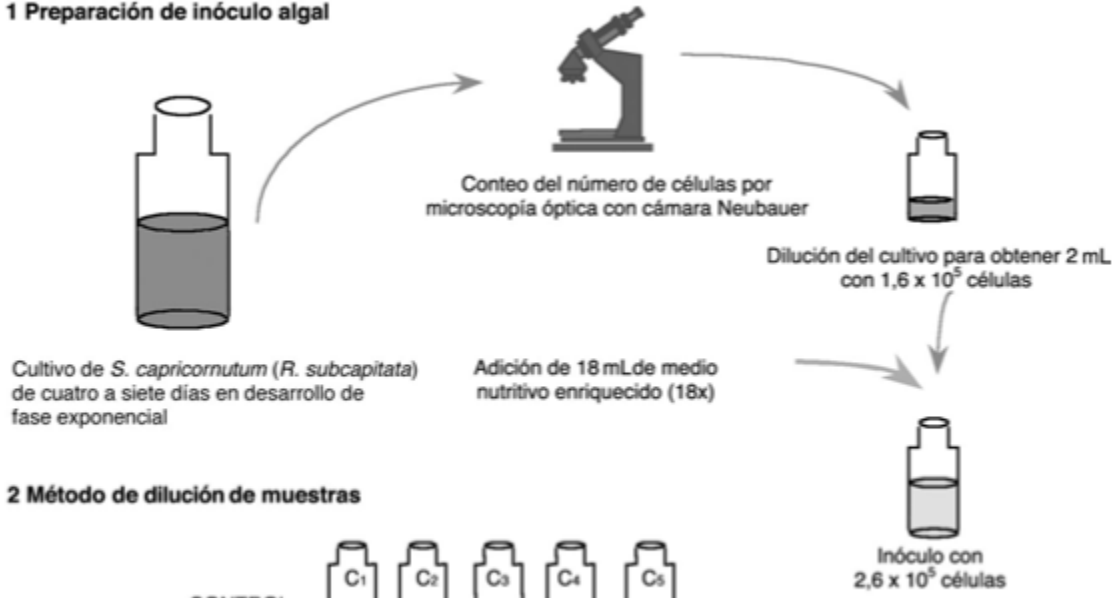 1 Preparación de inóculo algal
Conteo del número de células por
microscopía óptica con cámara Neubauer
Dilución del cultivo para obtener 2 mL
con 1,6 x 10⁵ células
Cultivo de S. capricornutum (R. subcapitata)
de cuatro a siete días en desarrollo de
fase exponencial
Adición de 18 mLde medio
nutritivo enriquecido (18x)
Inóculo con
2,6 x 10⁵ células
2 Método de dilución de muestras
C₁ C₂ C₃ C₄ C₅